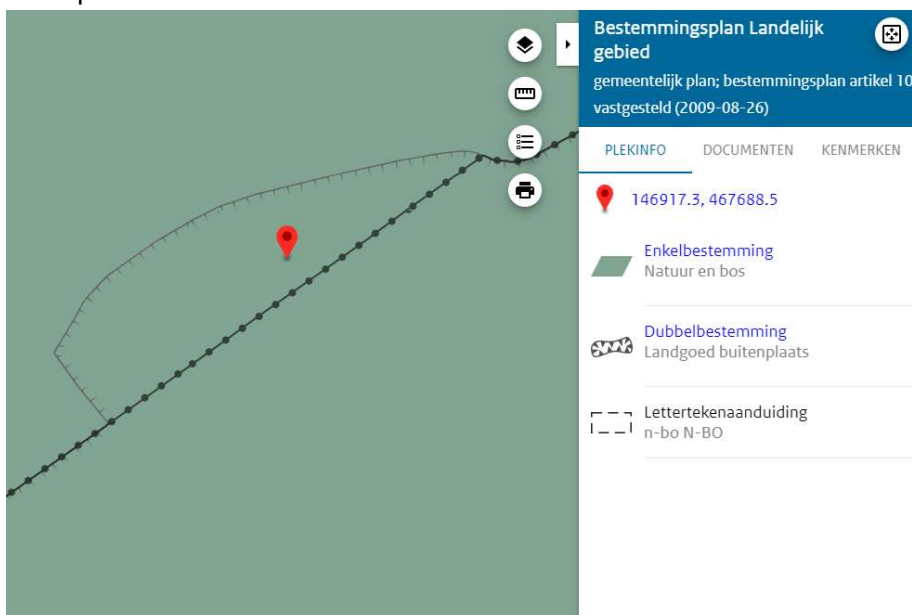 Bestemmingsplan Landelijk
gebied
gemeentelijk plan; bestemmingsplan artikel 10
vastgesteld (2009-08-26)
PLEKINFO DOCUMENTEN KENMERKEN
146917.3, 467688.5
Enkelbestemming
Natuur en bos
Dubbelbestemming
Landgoed buitenplaats
Lettertekenaanduiding
n-bo N-BO